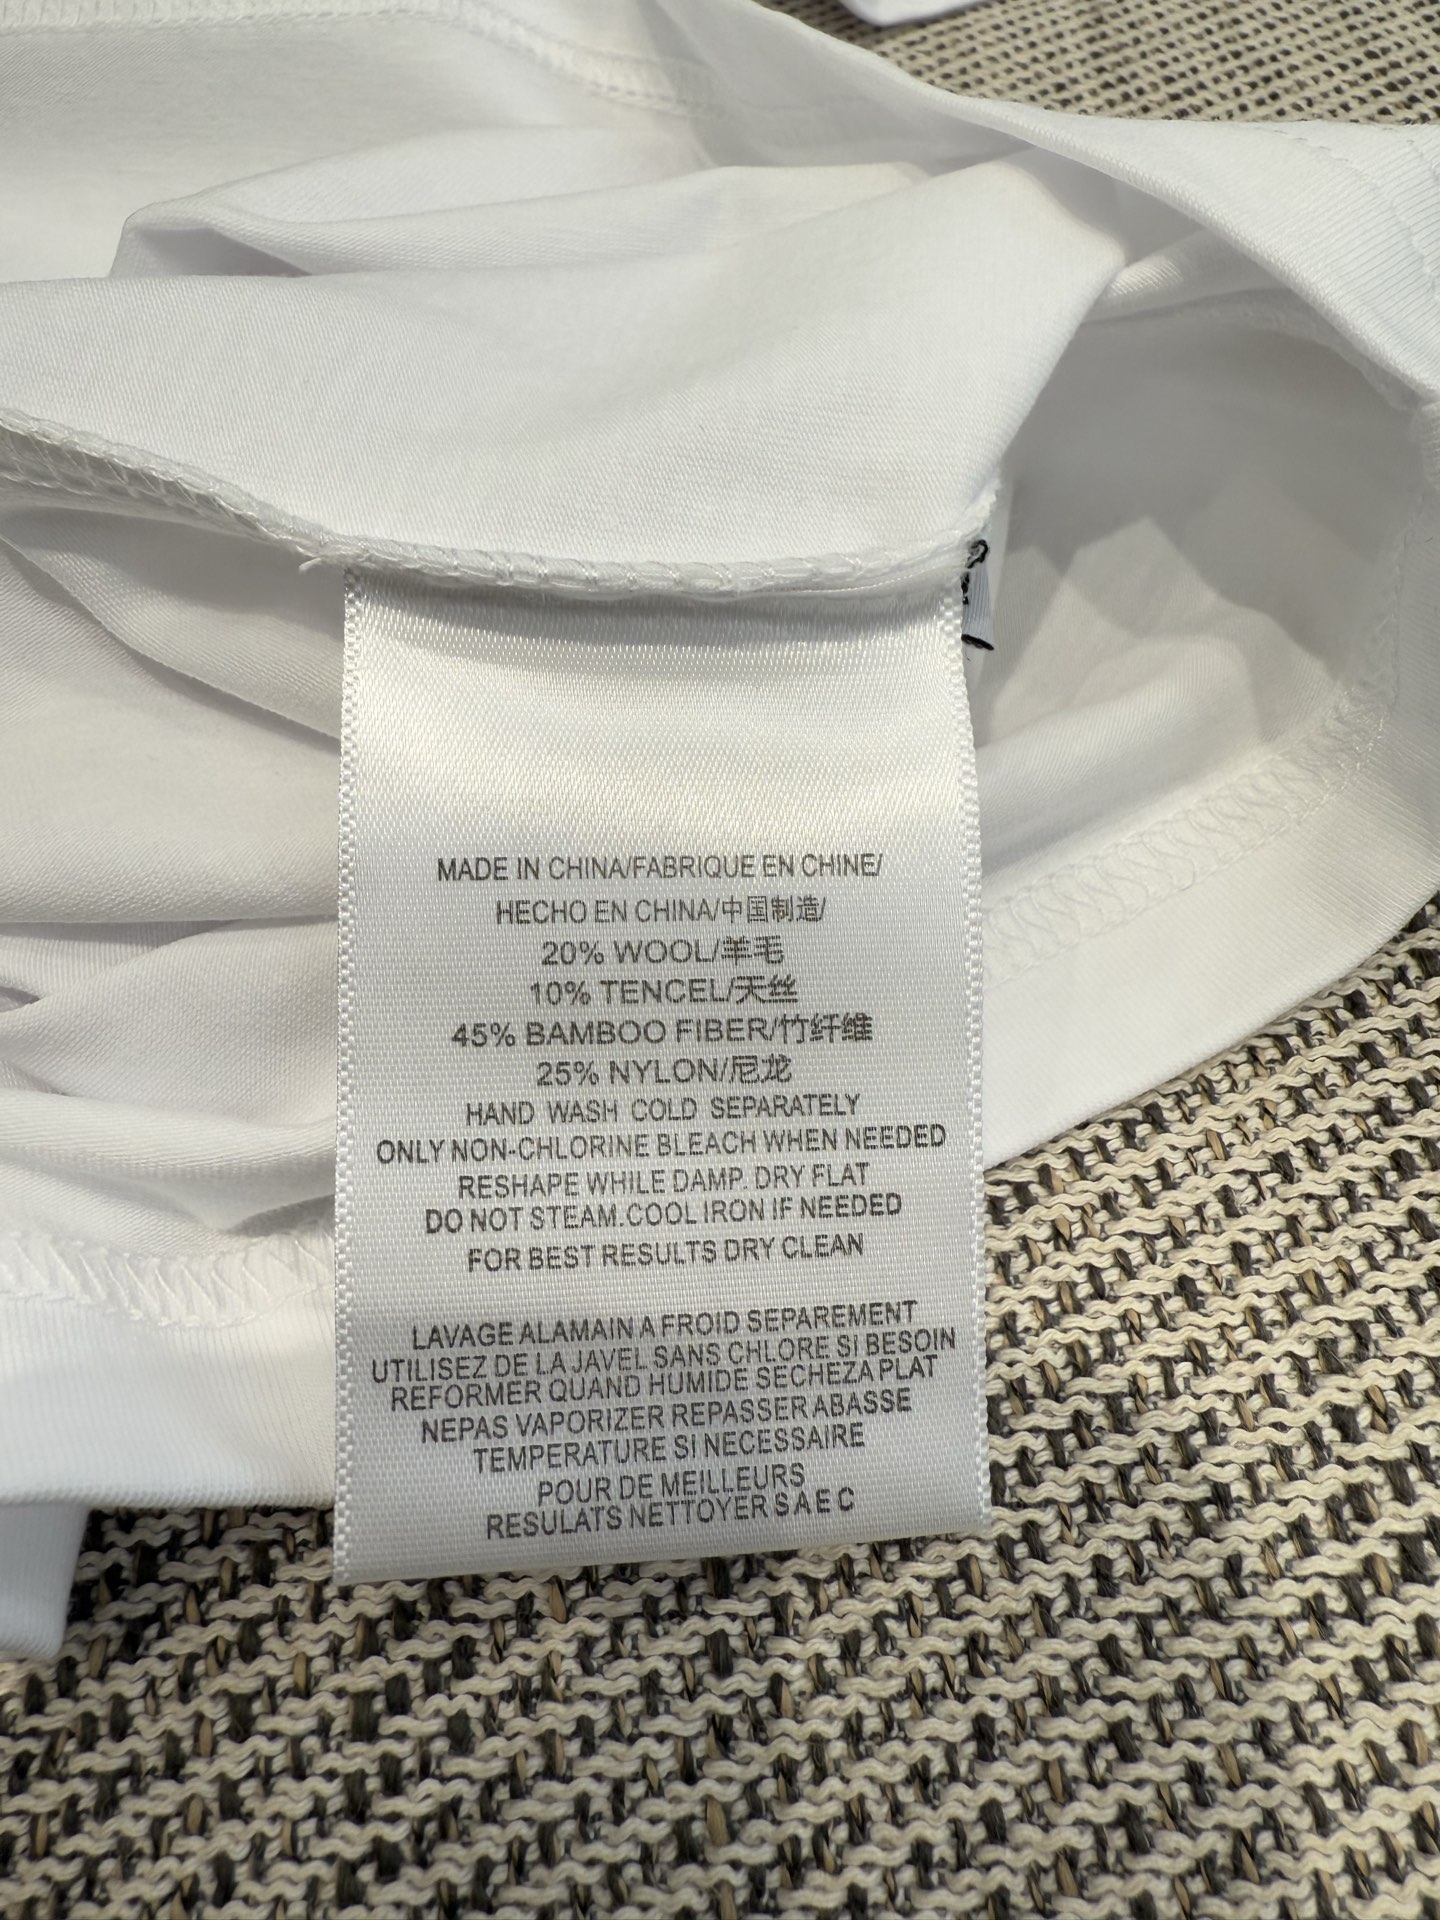 MADE IN CHINA/FABRIQUE EN CHINE/
HECHO EN CHINA/中国制造/
20% WOOL/羊毛
10% TENCEL/天丝
45% BAMBOO FIBER/竹纤维
25% NYLON/尼龙
HAND WASH COLD SEPARATELY
ONLY NON-CHLORINE BLEACH WHEN NEEDED
RESHAPE WHILE DAMP. DRY FLAT
DO NOT STEAM.COOL IRON IF NEEDED
FOR BEST RESULTS DRY CLEAN
LAVAGE ALAMAIN A FROID SEPAREMENT
UTILISEZ DE LA JAVEL SANS CHLORE SI BESOIN
REFORMER QUAND HUMIDE SECHEZA PLAT
NEPAS VAPORIZER REPASSER ABASSE
TEMPERATURE SI NECESSAIRE
POUR DE MEILLEURS
RESULATS NETTOYER S A E C